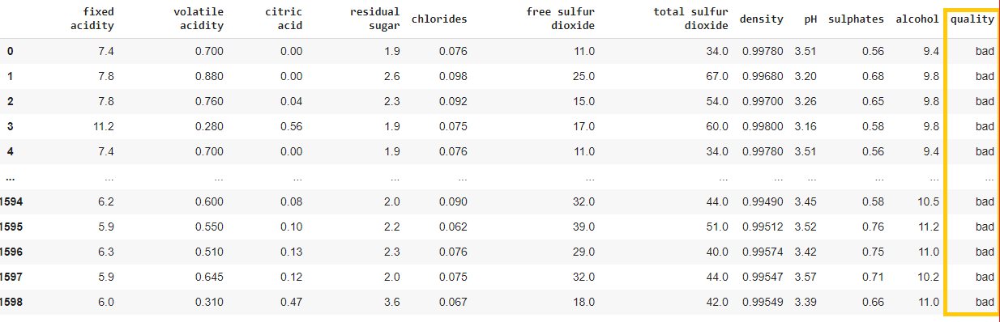 fixed acidity volatile acidity citric acid residual sugar chlorides free sulfur dioxide total sulfur dioxide density pH sulphates alcohol quality
0 7.4 0.700 0.00 1.9 0.076 11.0 34.0 0.99780 3.51 0.56 9.4 bad
1 7.8 0.880 0.00 2.6 0.098 25.0 67.0 0.99680 3.20 0.68 9.8 bad
2 7.8 0.760 0.04 2.3 0.092 15.0 54.0 0.99700 3.26 0.65 9.8 bad
3 11.2 0.280 0.56 1.9 0.075 17.0 60.0 0.99800 3.16 0.58 9.8 bad
4 7.4 0.700 0.00 1.9 0.076 11.0 34.0 0.99780 3.51 0.56 9.4 bad
... ... ... ... ... ... ... ... ... ... ... ... ...
1594 6.2 0.600 0.08 2.0 0.090 32.0 44.0 0.99490 3.45 0.58 10.5 bad
1595 5.9 0.550 0.10 2.2 0.062 39.0 51.0 0.99512 3.52 0.76 11.2 bad
1596 6.3 0.510 0.13 2.3 0.076 29.0 40.0 0.99574 3.42 0.75 11.0 bad
1597 5.9 0.645 0.12 2.0 0.075 32.0 44.0 0.99547 3.57 0.71 10.2 bad
1598 6.0 0.310 0.47 3.6 0.067 18.0 42.0 0.99549 3.39 0.66 11.0 bad